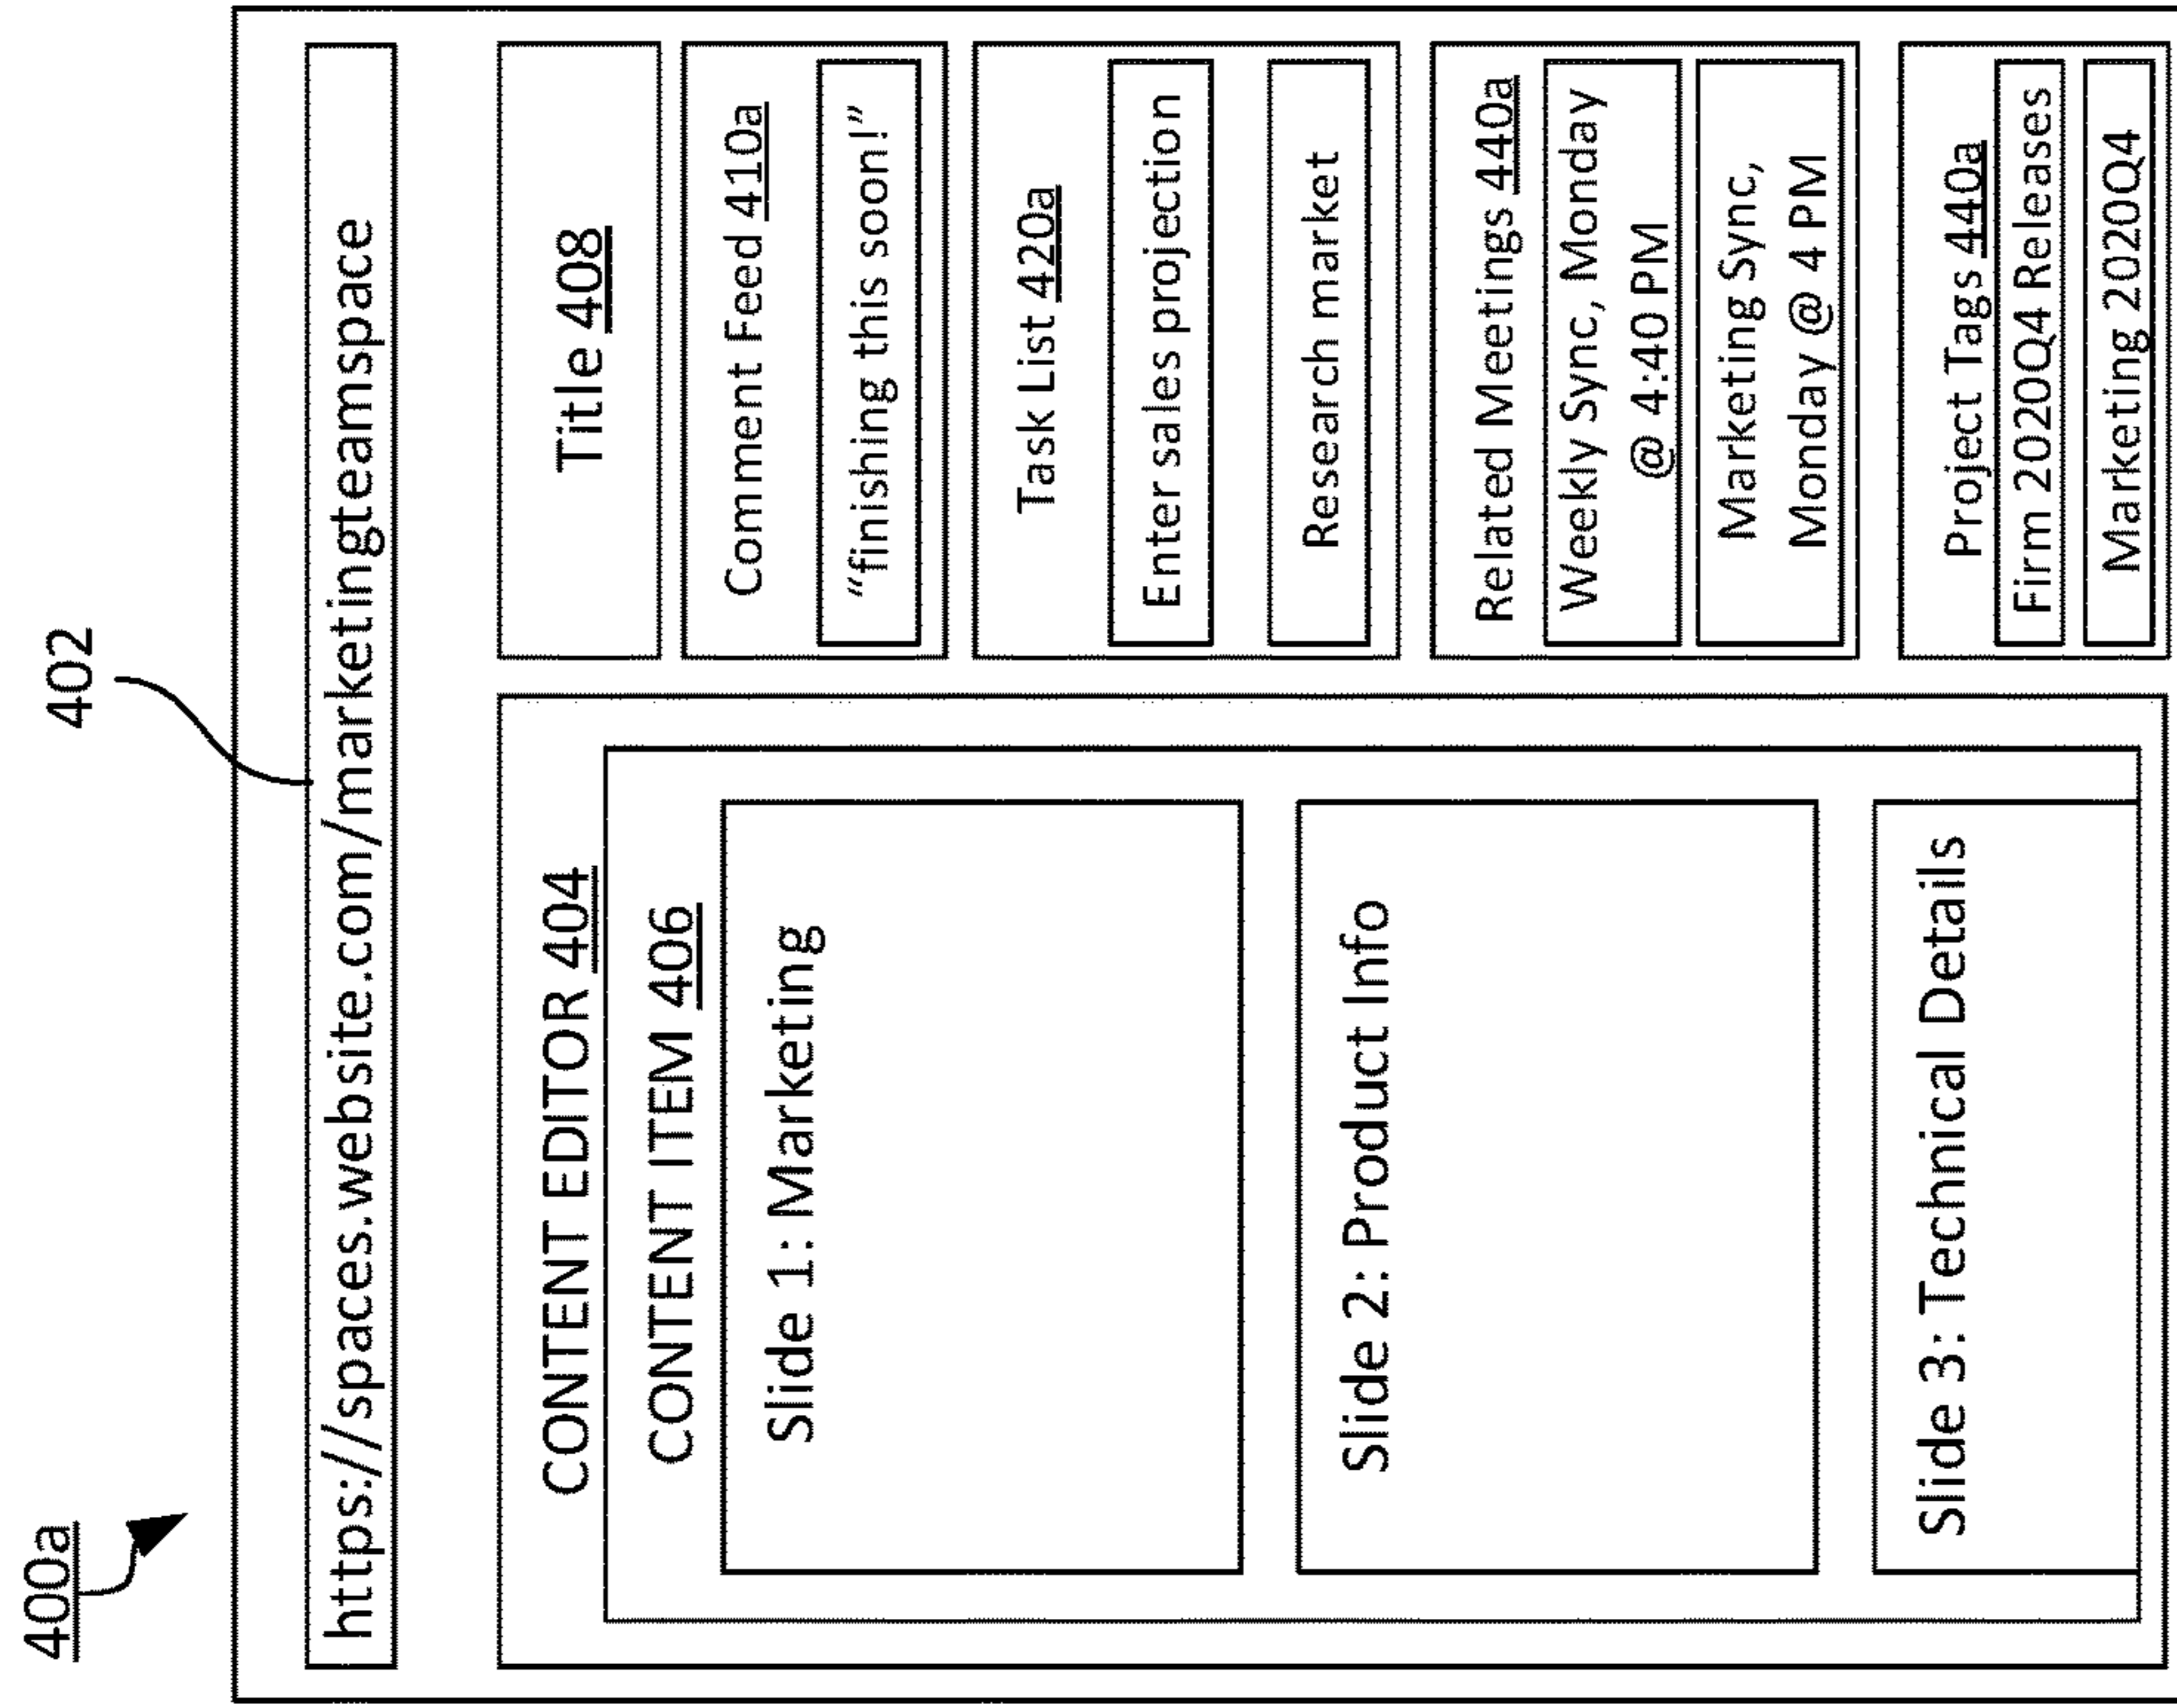 400a
402
https://spaces.website.com/marketingteamspace
CONTENT EDITOR 404
CONTENT ITEM 406
Slide 1: Marketing
Slide 2: Product Info
Slide 3: Technical Details
Title 408
Comment Feed 410a
“finishing this soon!”
Task List 420a
Enter sales projection
Research market
Related Meetings 440a
Weekly Sync, Monday
@ 4:40 PM
Marketing Sync,
Monday @ 4 PM
Project Tags 440a
Firm 2020Q4 Releases
Marketing 2020Q4